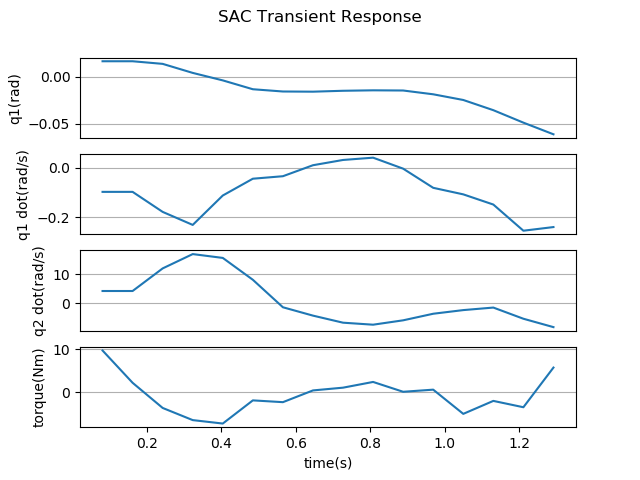 SAC Transient Response
q1(rad)
0.00
−0.05
q1 dot(rad/s)
0.0
−0.2
q2 dot(rad/s)
10
0
torque(Nm)
10
0
0.2 0.4 0.6 0.8 1.0 1.2
time(s)